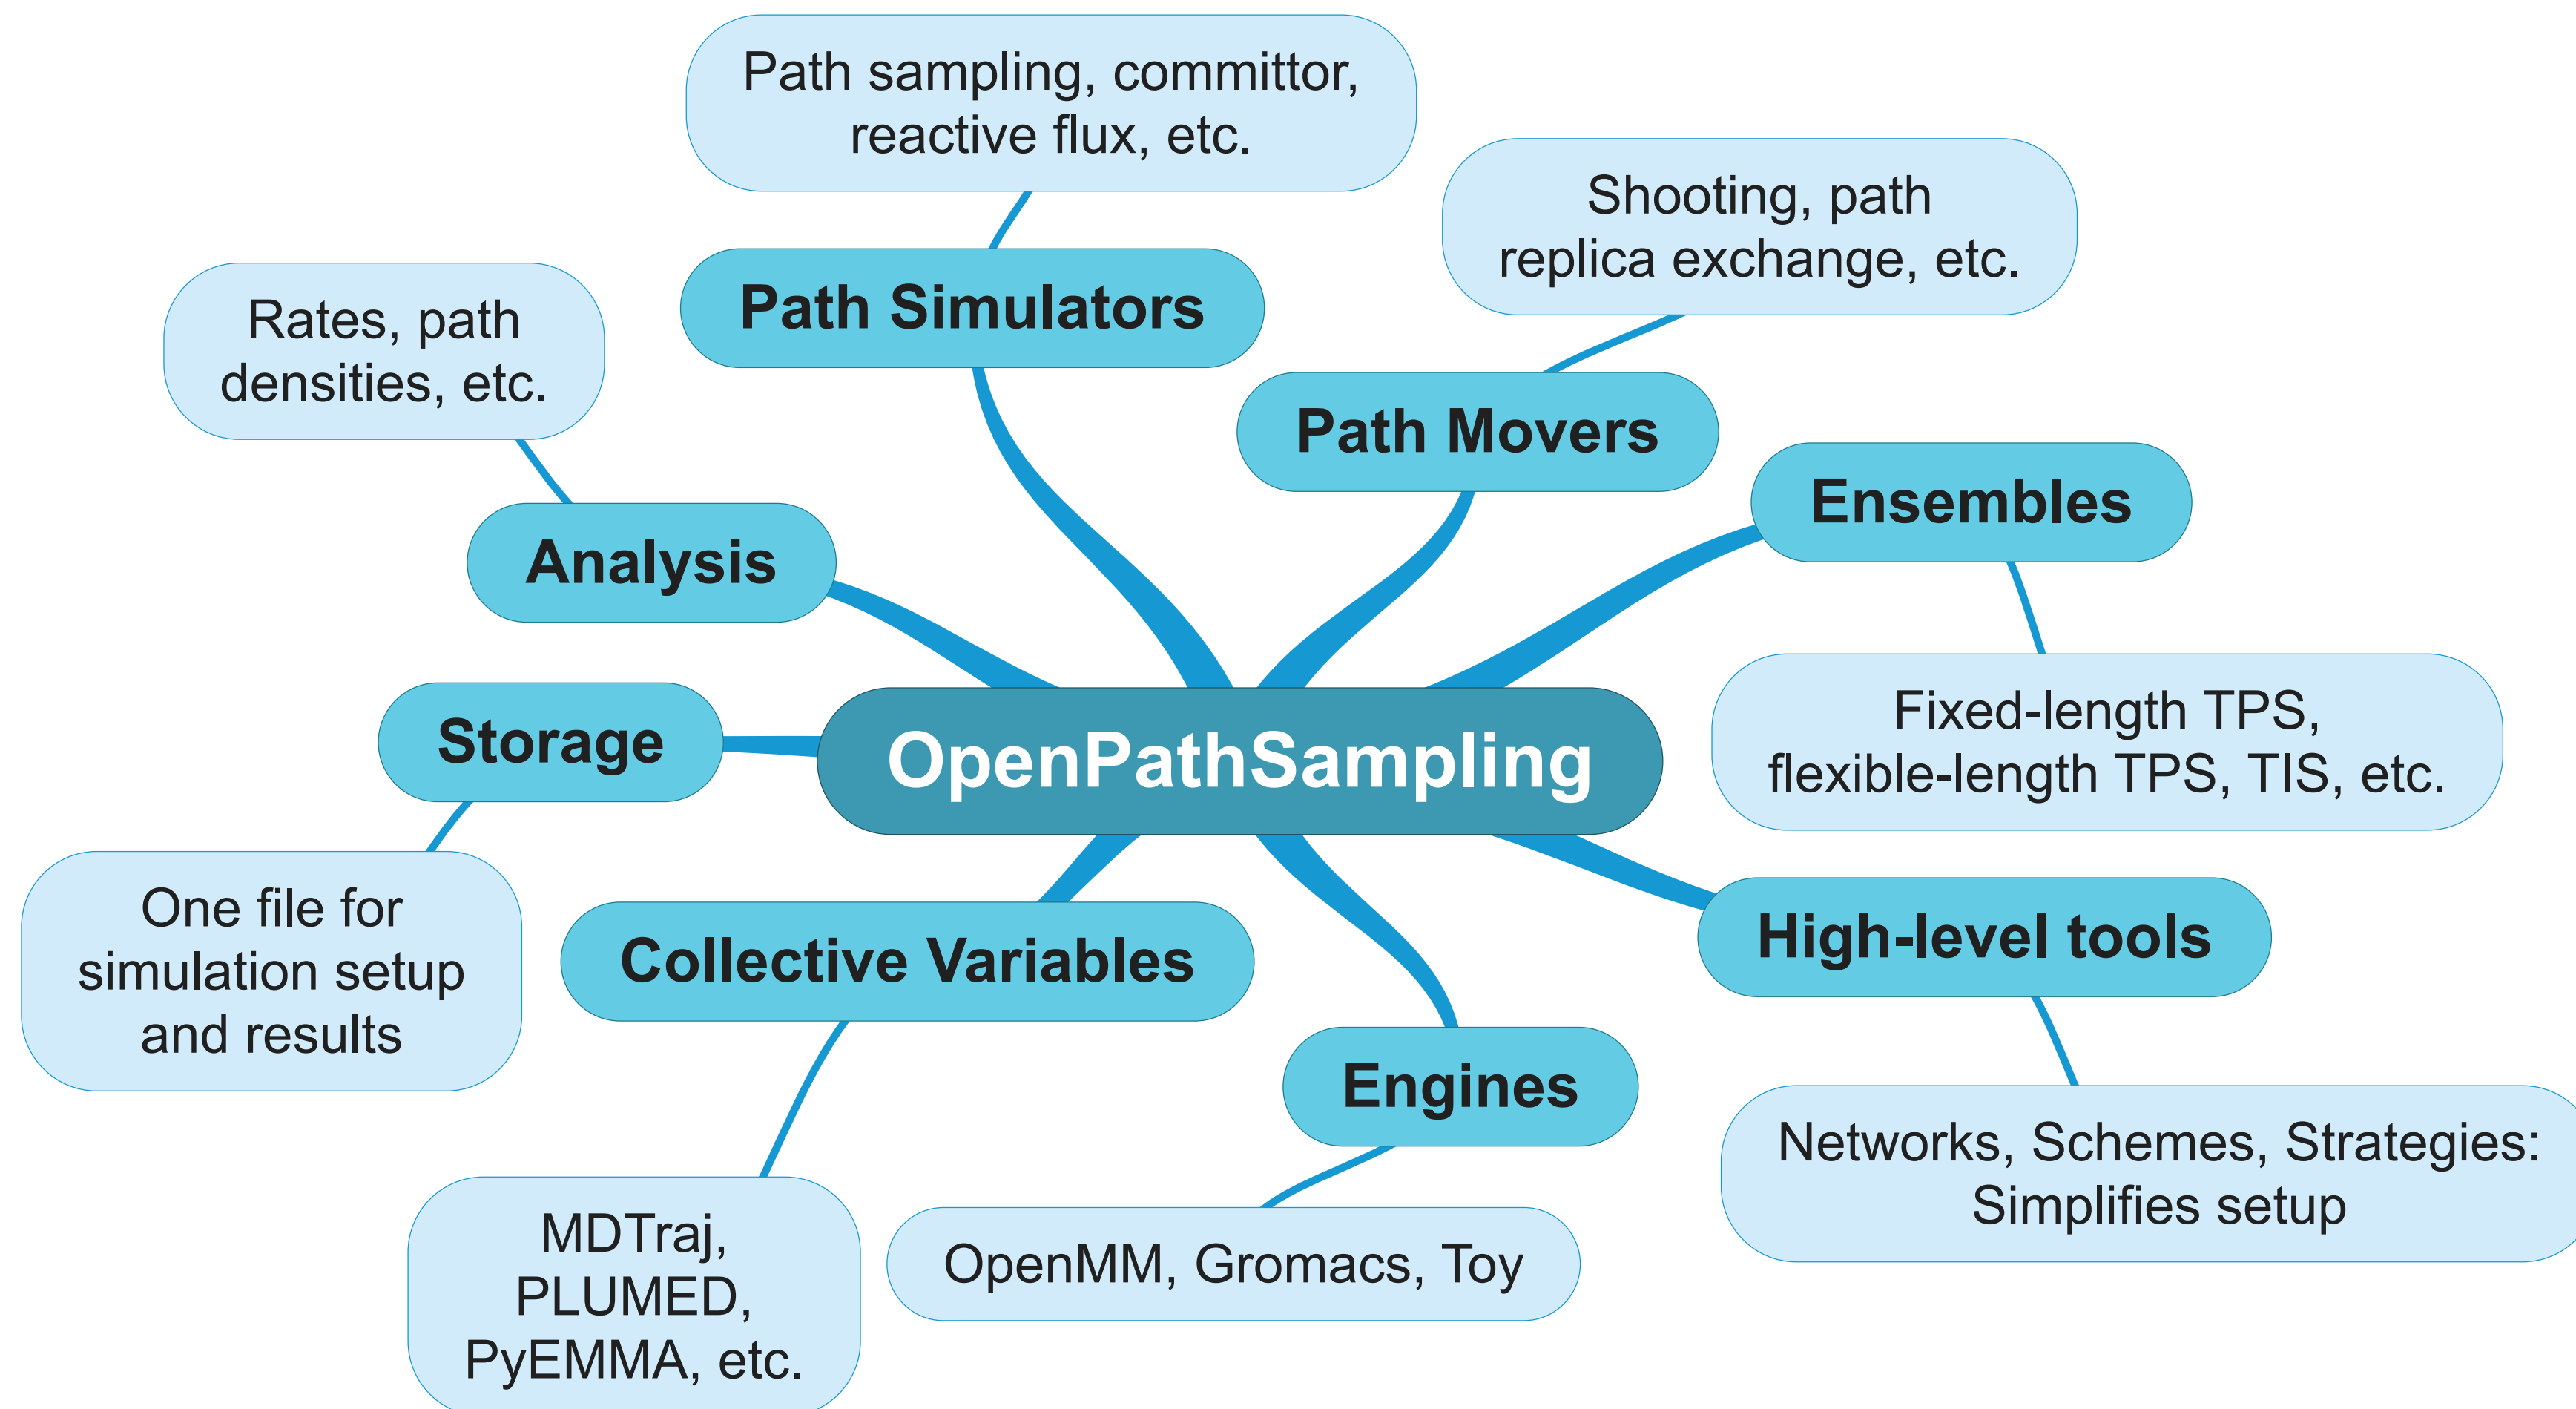 Path sampling, committor,
reactive flux, etc.
Path Simulators
Shooting, path
replica exchange, etc.
Path Movers
Rates, path
densities, etc.
Analysis
Ensembles
Fixed-length TPS,
flexible-length TPS, TIS, etc.
Storage
One file for
simulation setup
and results
OpenPathSampling
High-level tools
Networks, Schemes, Strategies:
Simplifies setup
Collective Variables
MDTraj,
PLUMED,
PyEMMA, etc.
Engines
OpenMM, Gromacs, Toy